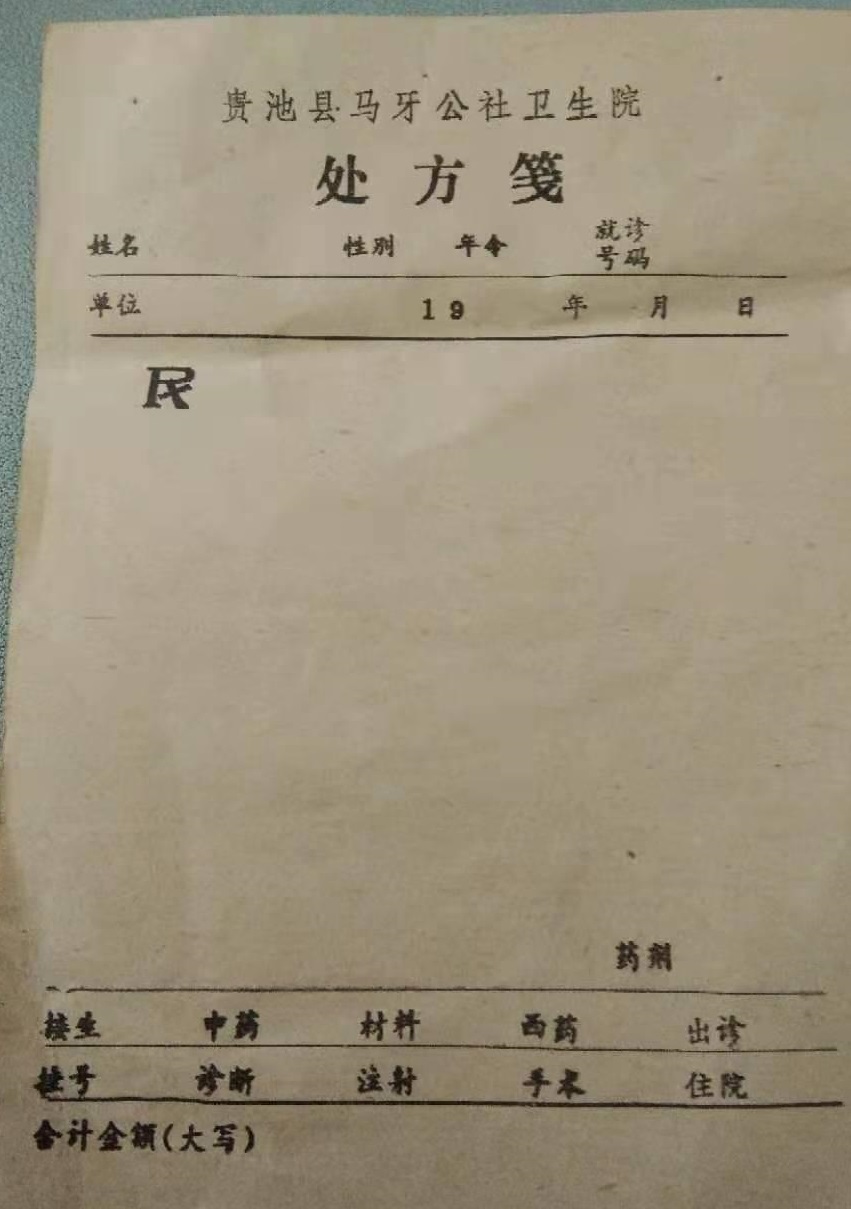 贵池县马牙公社卫生院
处方笺
姓名 性别 年令 就诊号码
单位 19 年 月 日
R
药剂
接生 中药 材料 西药 出诊
挂号 诊断 注射 手术 住院
合计金额(大写)